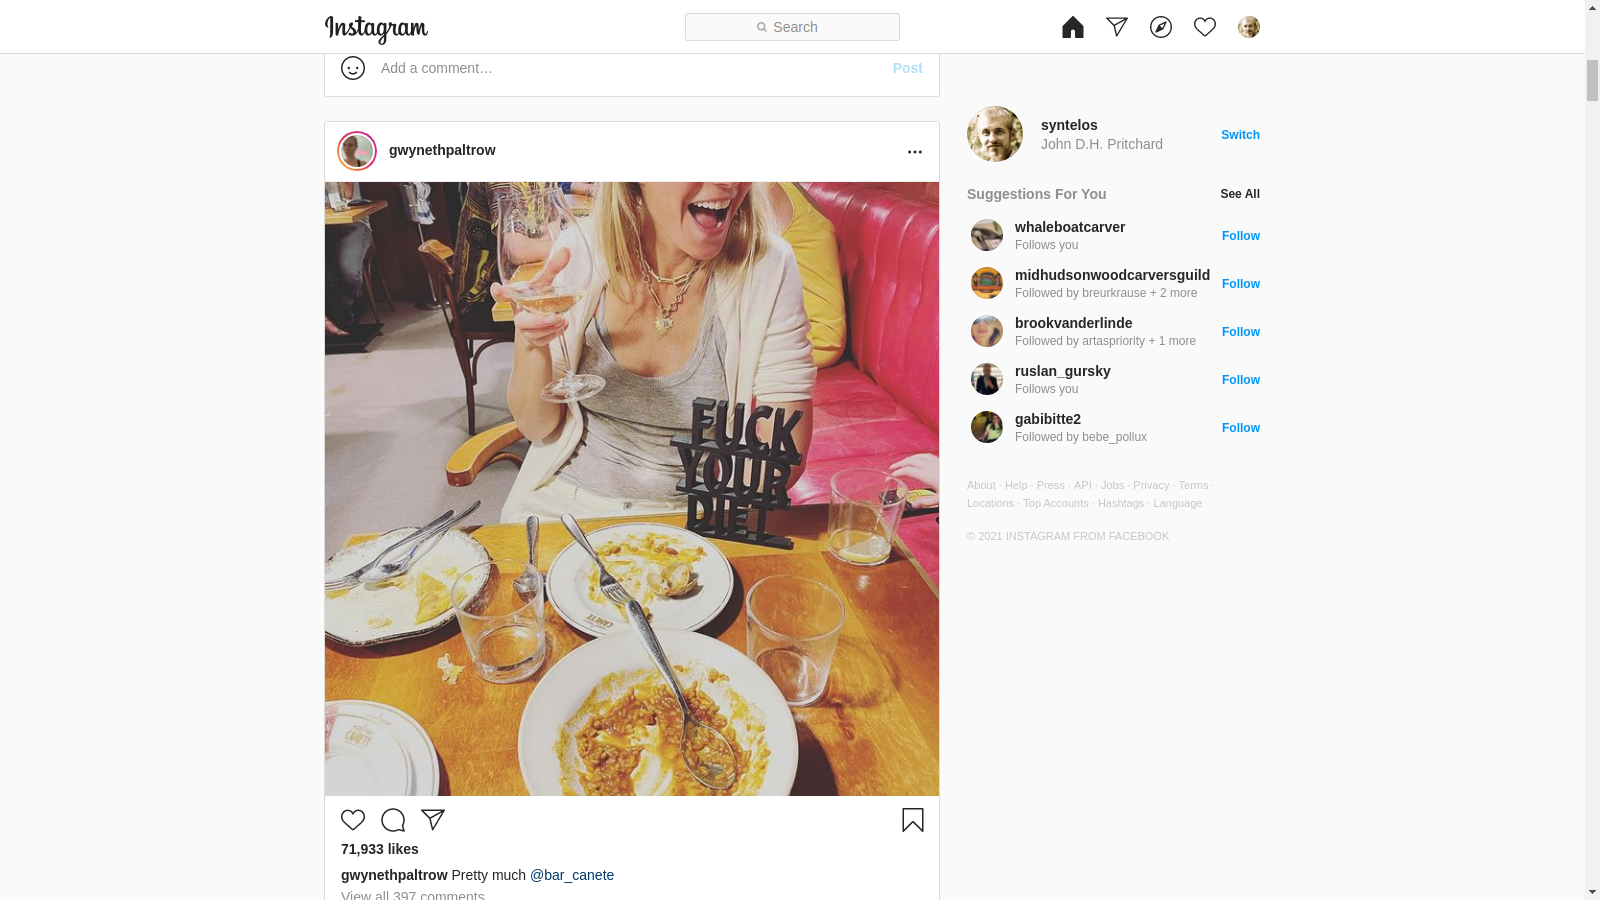 Instagram
Search
Add a comment…
Post
gwynethpaltrow
syntelos
John D.H. Pritchard
Switch
Suggestions For You
See All
whaleboatcarver
Follows you
Follow
midhudsonwoodcarversguild
Followed by breurkrause + 2 more
Follow
brookvanderlinde
Followed by artaspriority + 1 more
Follow
ruslan_gursky
Follows you
Follow
gabibitte2
Followed by bebe_pollux
Follow
About · Help · Press · API · Jobs · Privacy · Terms ·
Locations · Top Accounts · Hashtags · Language
© 2021 INSTAGRAM FROM FACEBOOK
FUCK
YOUR
DIET
CAÑETE
71,933 likes
gwynethpaltrow Pretty much @bar_canete
View all 397 comments